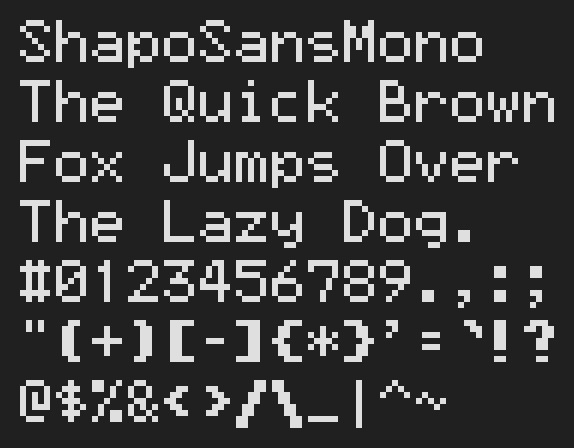 ShapoSansMono
The Quick Brown
Fox Jumps Over
The Lazy Dog.
#0123456789.,:;
"(+)[-]{*}'=`!?
@$%&<>/\_|^~